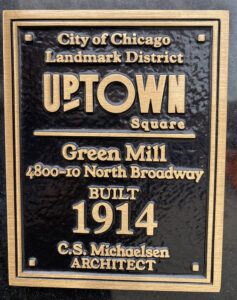 City of Chicago
Landmark District
UPTOWN
Square
Green Mill
4800-10 North Broadway
BUILT
1914
C.S. Michaelsen
ARCHITECT